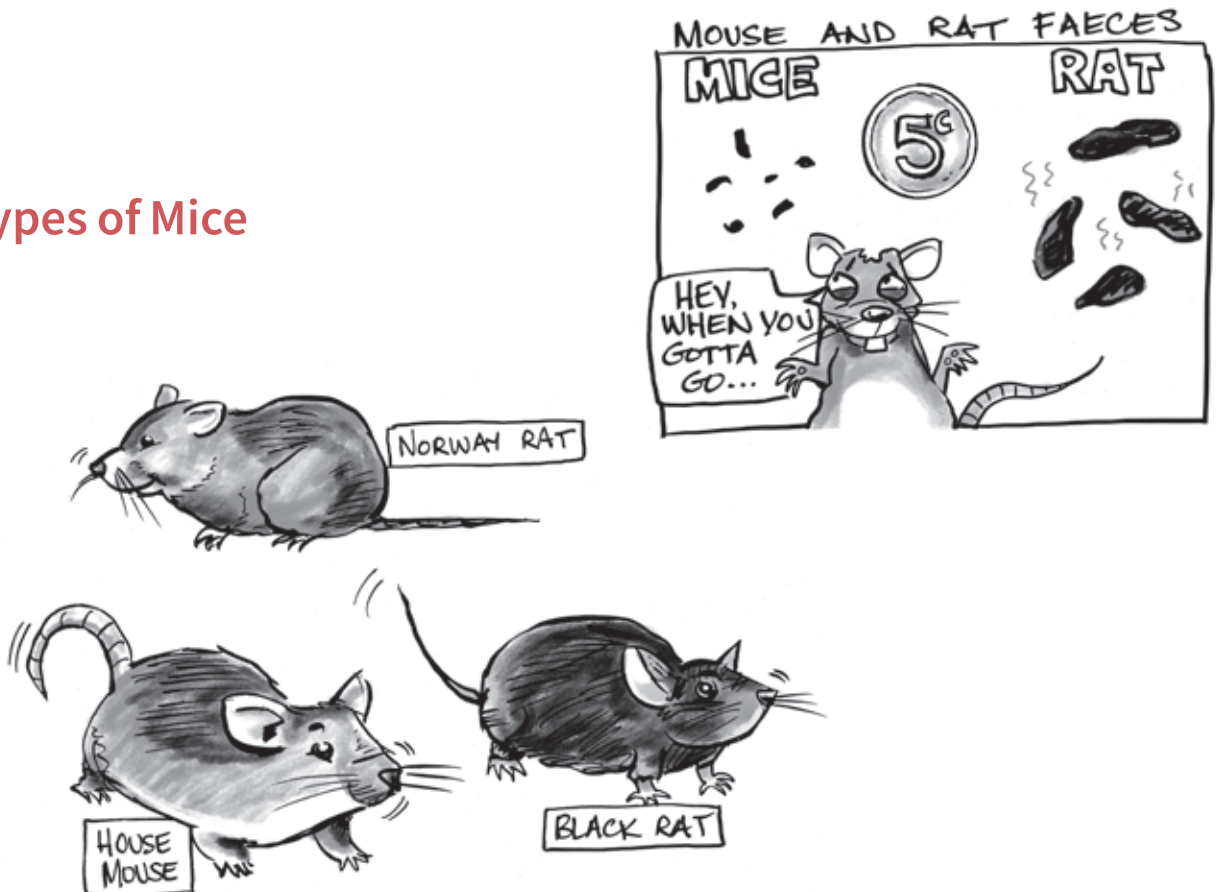 MOUSE AND RAT FAECES
MICE
RAT
5c
ypes of Mice
HEY,
WHEN YOU
GOTTA
GO...
NORWAY RAT
HOUSE
MOUSE
BLACK RAT